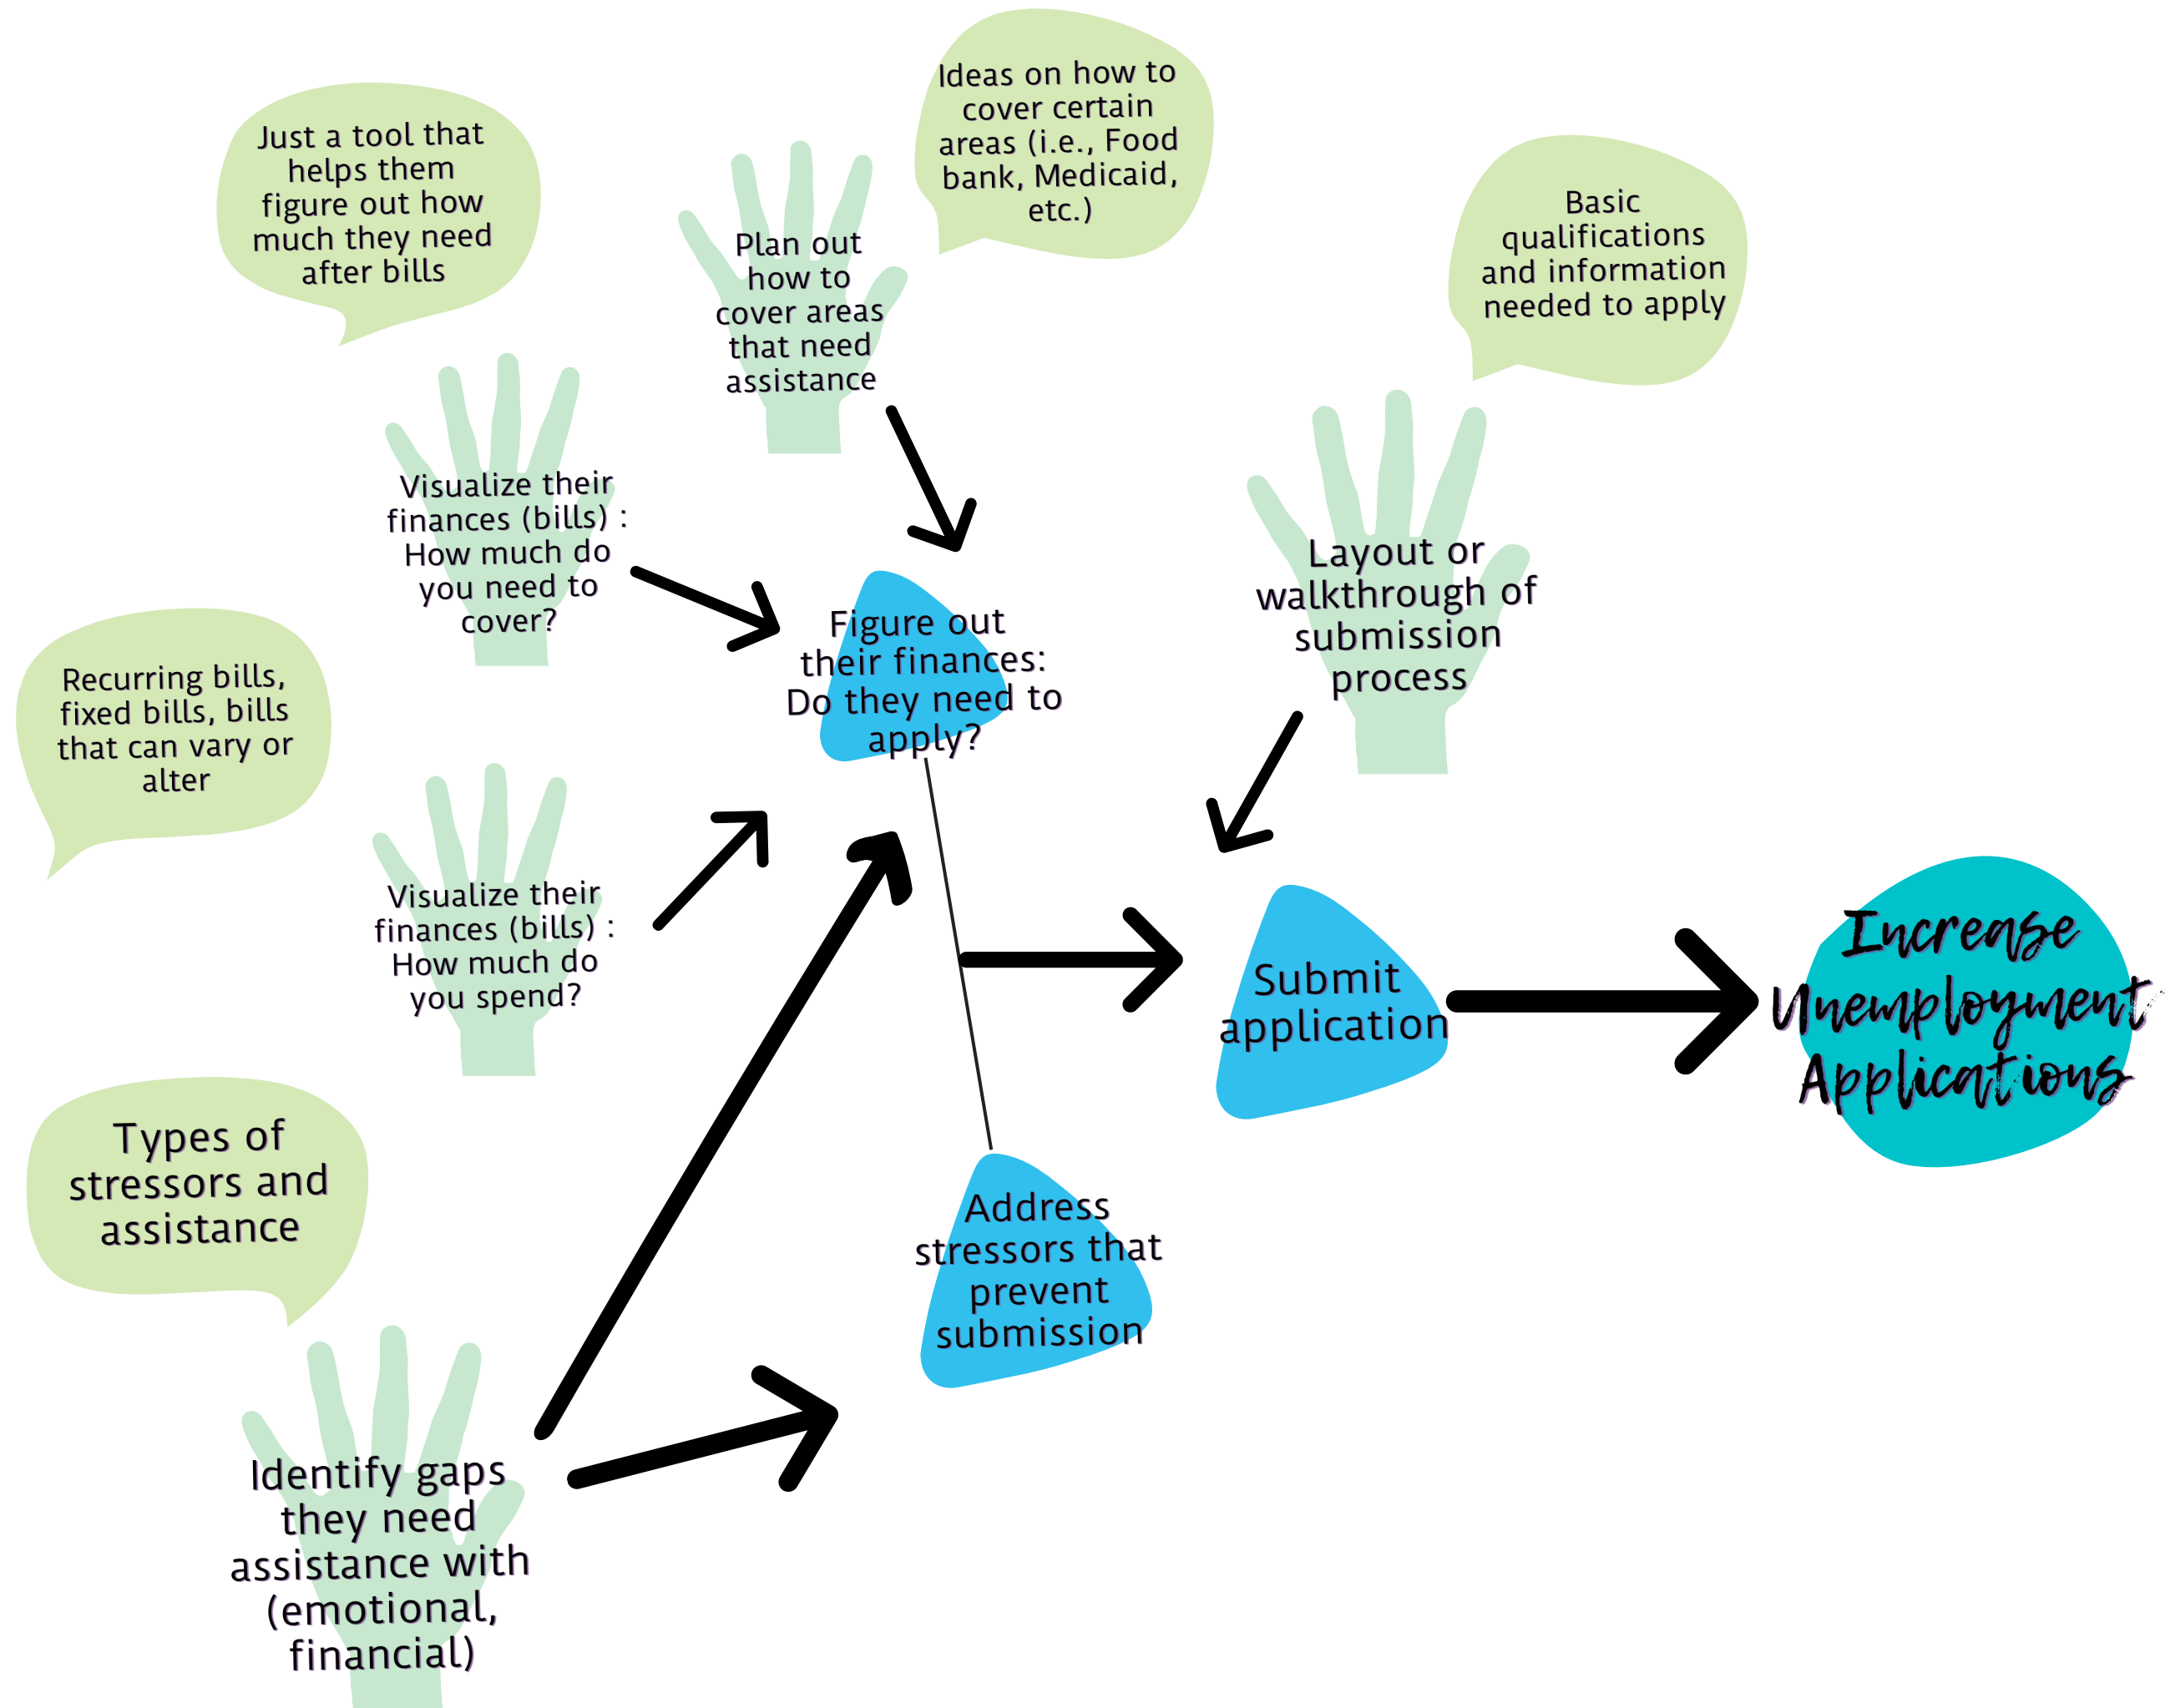 Ideas on how to
cover certain
areas (i.e., Food
bank, Medicaid,
etc.)
Just a tool that
helps them
figure out how
much they need
after bills
Plan out
how to
cover areas
that need
assistance
Basic
qualifications
and information
needed to apply
Visualize their
finances (bills) :
How much do
you need to
cover?
Layout or
walkthrough of
submission
process
Figure out
their finances:
Do they need to
apply?
Recurring bills,
fixed bills, bills
that can vary or
alter
Visualize their
finances (bills) :
How much do
you spend?
Submit
application
Increase
Unemployment
Applications
Types of
stressors and
assistance
Address
stressors that
prevent
submission
Identify gaps
they need
assistance with
(emotional,
financial)